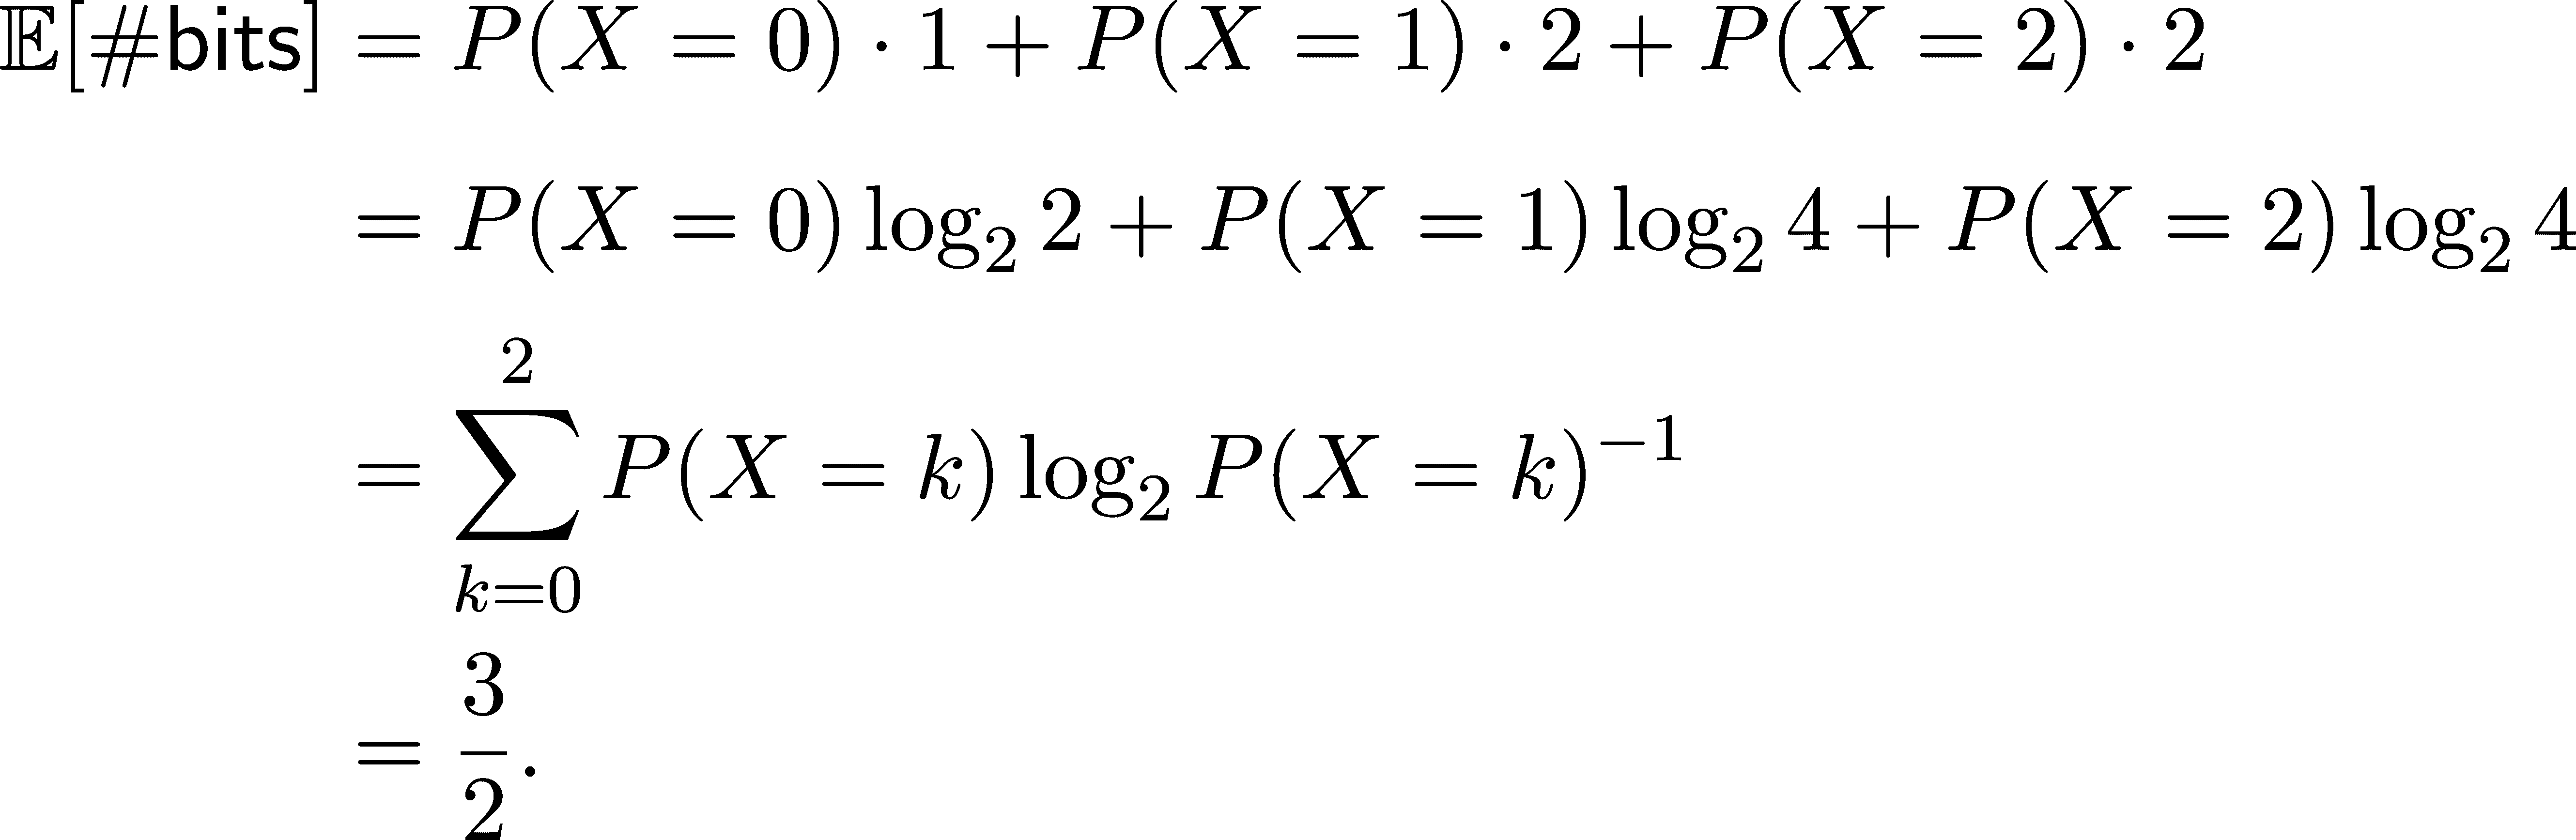 𝔼[#bits] = P(X = 0) · 1 + P(X = 1) · 2 + P(X = 2) · 2
= P(X = 0) log₂ 2 + P(X = 1) log₂ 4 + P(X = 2) log₂ 4
= ∑_{k=0}^{2} P(X = k) log₂ P(X = k)⁻¹
= 3/2.